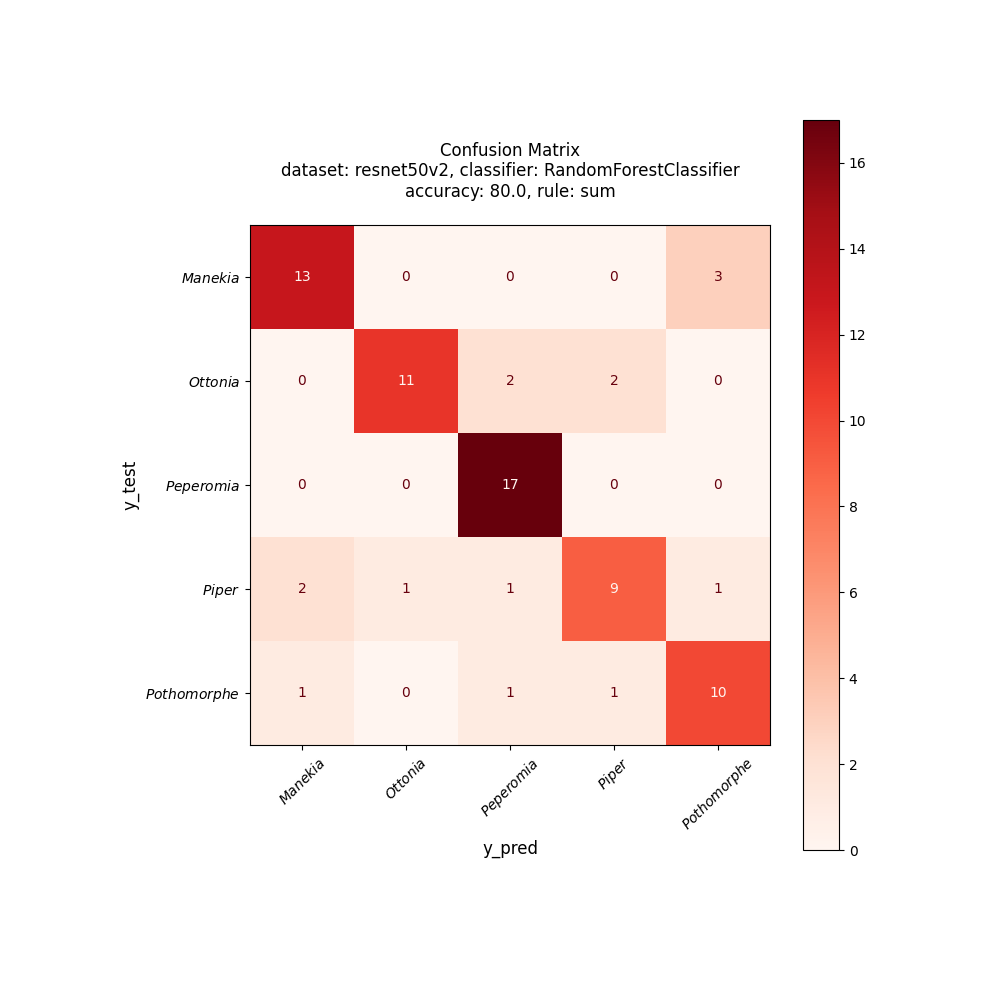 Confusion Matrix
dataset: resnet50v2, classifier: RandomForestClassifier
accuracy: 80.0, rule: sum
Manekia 13 0 0 0 3
Ottonia 0 11 2 2 0
Peperomia 0 0 17 0 0
Piper 2 1 1 9 1
Pothomorphe 1 0 1 1 10
y_test
Manekia Ottonia Peperomia Piper Pothomorphe
y_pred
16
14
12
10
8
6
4
2
0